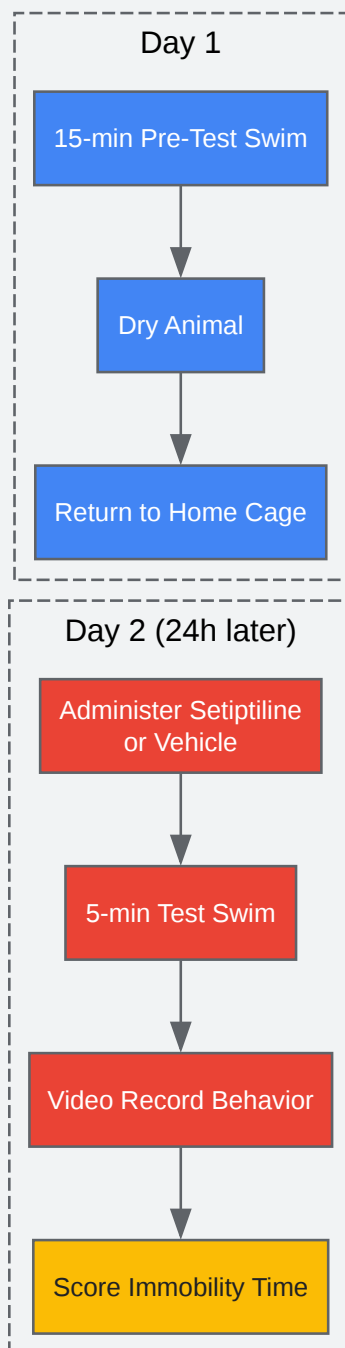 Day 1
15-min Pre-Test Swim
Dry Animal
Return to Home Cage
Day 2 (24h later)
Administer Setiptiline
or Vehicle
5-min Test Swim
Video Record Behavior
Score Immobility Time